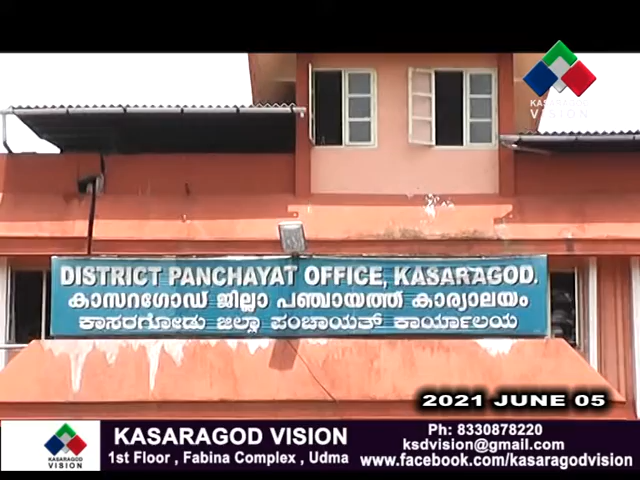 KASARAGOD
VISION
DISTRICT PANCHAYAT OFFICE, KASARAGOD.
കാസറഗോഡ് ജില്ലാ പഞ്ചായത്ത് കാര്യാലയം
ಕಾಸರಗೋಡು ಜಿಲ್ಲಾ ಪಂಚಾಯತ್ ಕಾರ್ಯಾಲಯ
2021 JUNE 05
KASARAGOD
VISION
KASARAGOD VISION
1st Floor , Fabina Complex , Udma
Ph: 8330878220
ksdvision@gmail.com
www.facebook.com/kasaragodvision